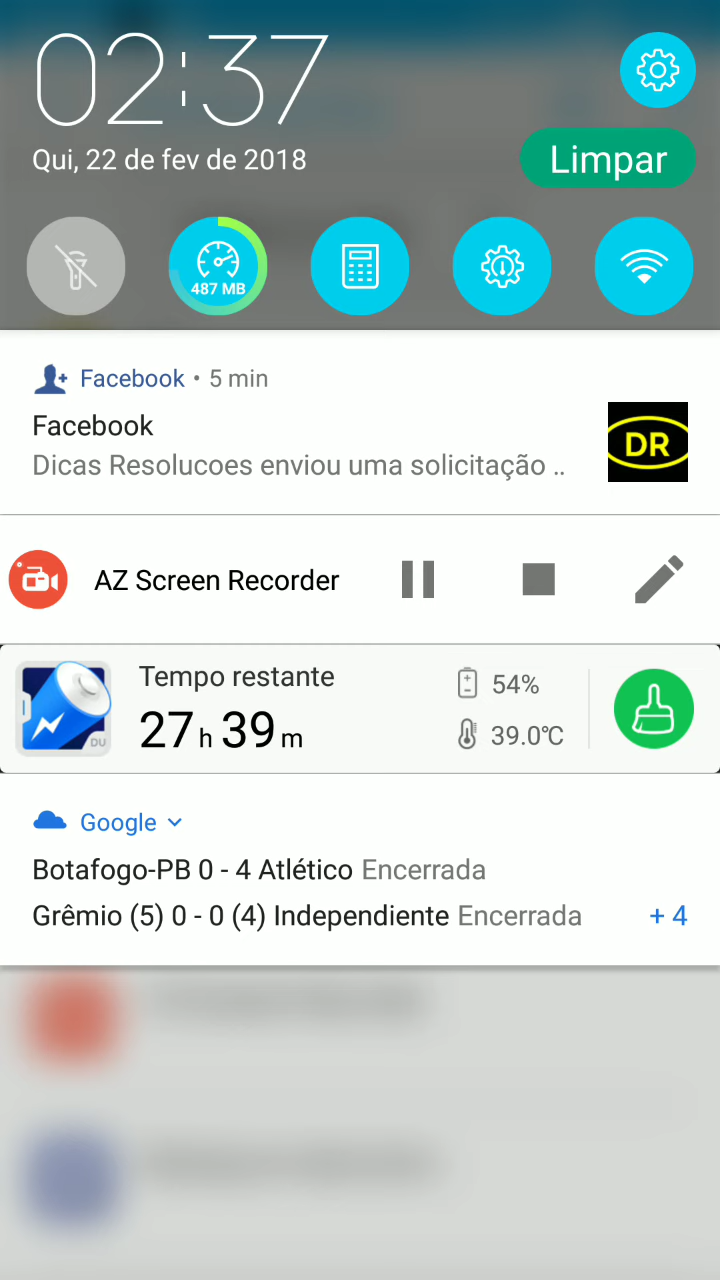 02:37
Qui, 22 de fev de 2018
Limpar
487 MB
Facebook • 5 min
Facebook
Dicas Resolucoes enviou uma solicitação ..
DR
AZ Screen Recorder
Tempo restante
27 h 39 m
54%
39.0℃
DU
Google
Botafogo-PB 0 - 4 Atlético Encerrada
Grêmio (5) 0 - 0 (4) Independiente Encerrada + 4